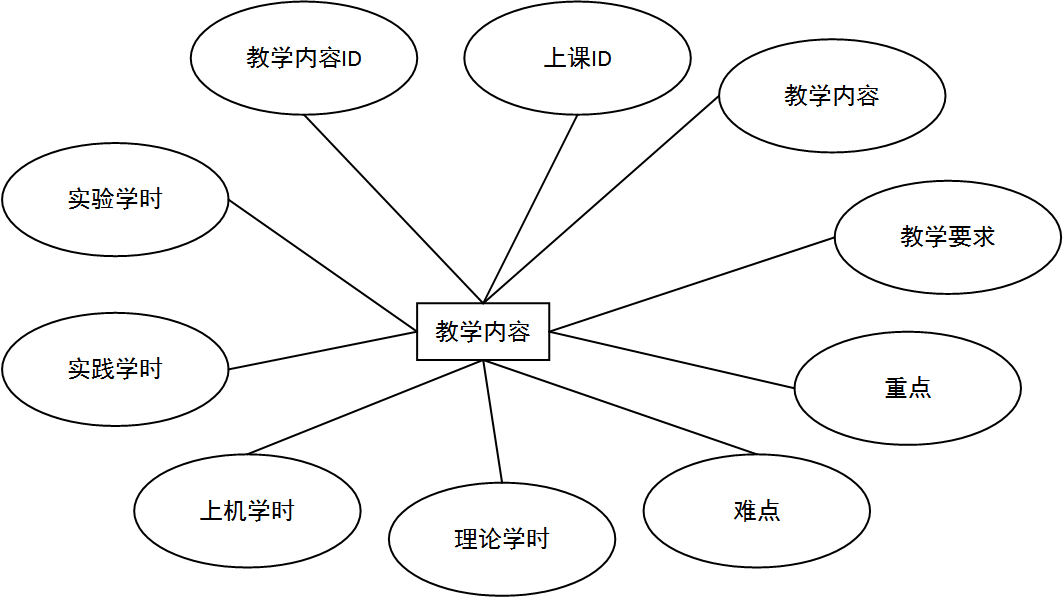 教学内容ID
上课ID
教学内容
实验学时
教学要求
教学内容
实践学时
重点
上机学时
理论学时
难点